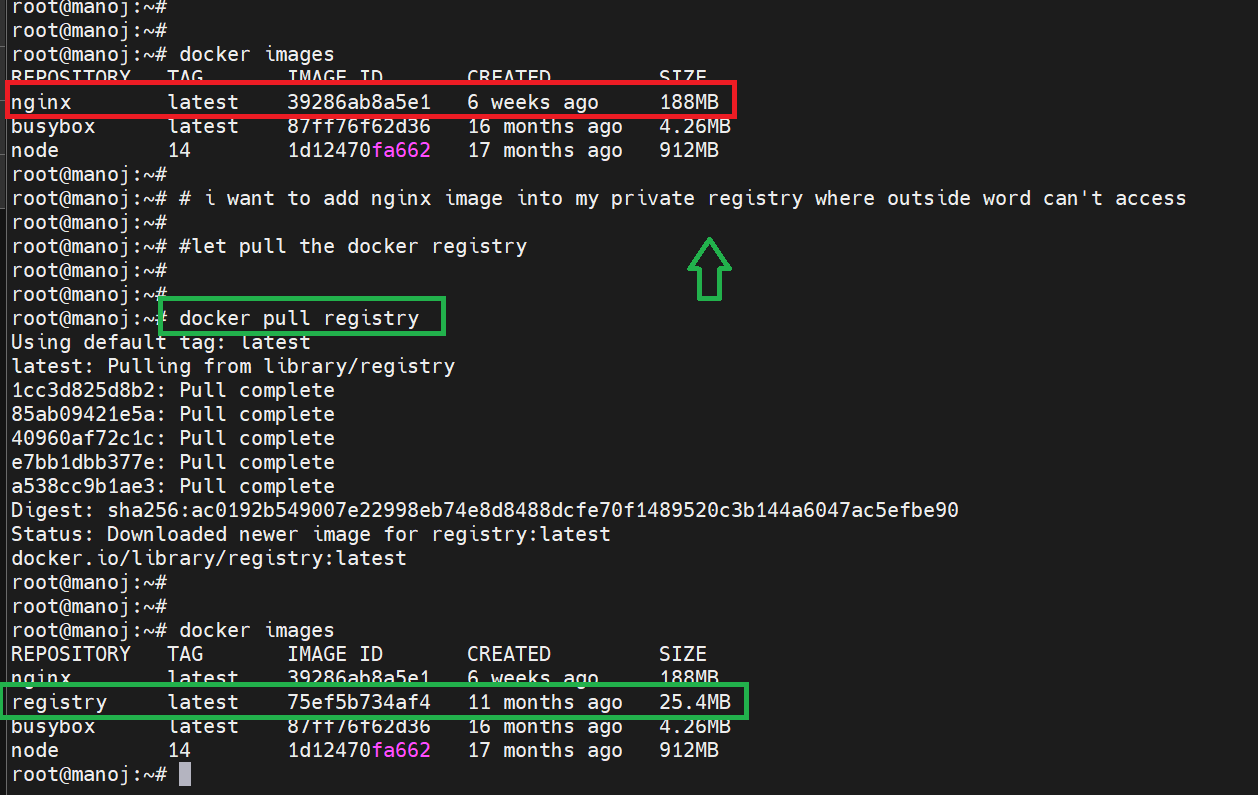 root@manoj:~#
root@manoj:~#
root@manoj:~# docker images
REPOSITORY   TAG       IMAGE ID       CREATED         SIZE
nginx        latest    39286ab8a5e1   6 weeks ago     188MB
busybox      latest    87ff76f62d36   16 months ago   4.26MB
node         14        1d12470fa662   17 months ago   912MB
root@manoj:~#
root@manoj:~# # i want to add nginx image into my private registry where outside word can't access
root@manoj:~#
root@manoj:~# #let pull the docker registry
root@manoj:~#
root@manoj:~#
root@manoj:~# docker pull registry
Using default tag: latest
latest: Pulling from library/registry
1cc3d825d8b2: Pull complete
85ab09421e5a: Pull complete
40960af72c1c: Pull complete
e7bb1dbb377e: Pull complete
a538cc9b1ae3: Pull complete
Digest: sha256:ac0192b549007e22998eb74e8d8488dcfe70f1489520c3b144a6047ac5efbe90
Status: Downloaded newer image for registry:latest
docker.io/library/registry:latest
root@manoj:~#
root@manoj:~#
root@manoj:~# docker images
REPOSITORY   TAG       IMAGE ID       CREATED         SIZE
nginx        latest    39286ab8a5e1   6 weeks ago     188MB
registry     latest    75ef5b734af4   11 months ago   25.4MB
busybox      latest    87ff76f62d36   16 months ago   4.26MB
node         14        1d12470fa662   17 months ago   912MB
root@manoj:~#